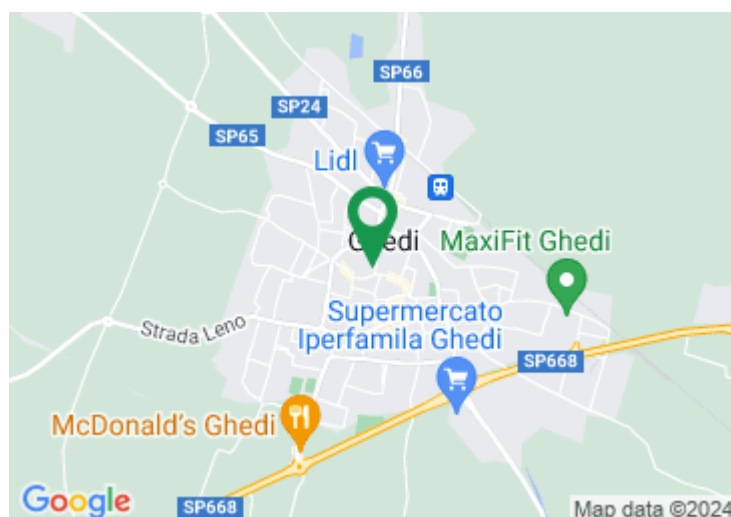 SP66
SP24
SP65
Lidl
Ghedi
MaxiFit Ghedi
Supermercato
Iperfamila Ghedi
Strada Leno
SP668
McDonald's Ghedi
Google
SP668
Map data ©2024